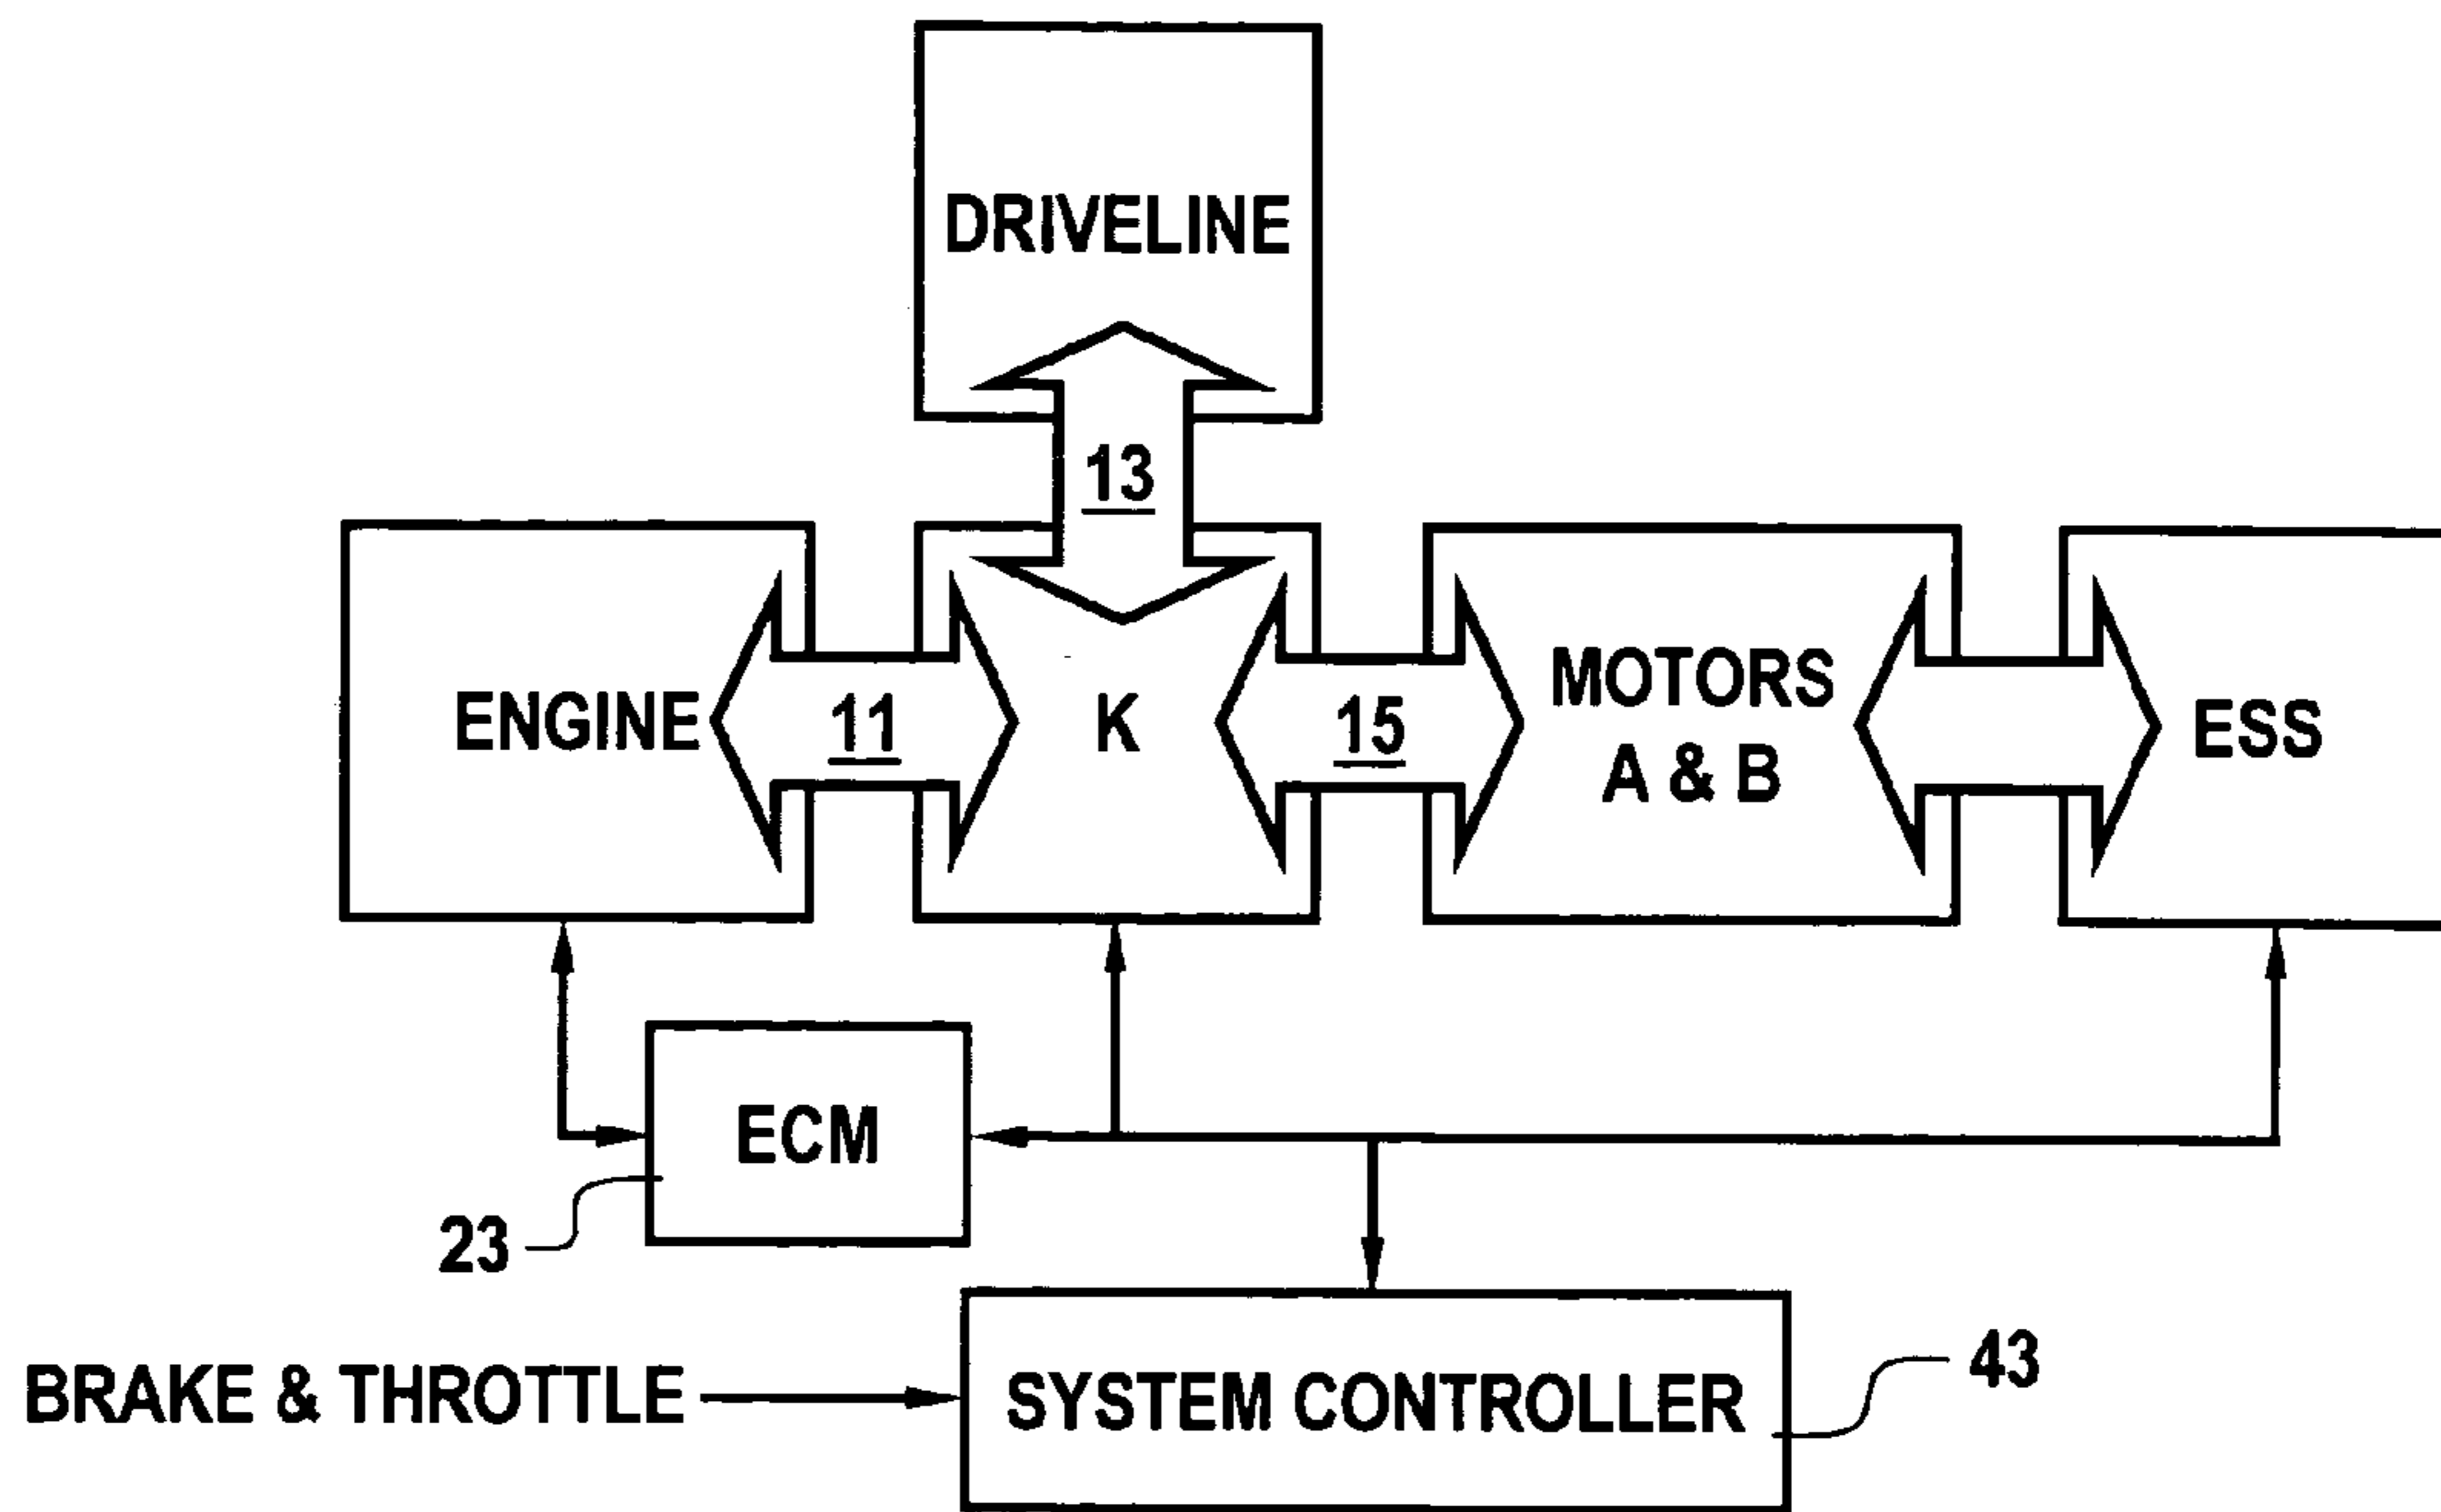 DRIVELINE
13
ENGINE
11
K
15
MOTORS
A & B
ESS
ECM
23
BRAKE & THROTTLE
SYSTEM CONTROLLER
43